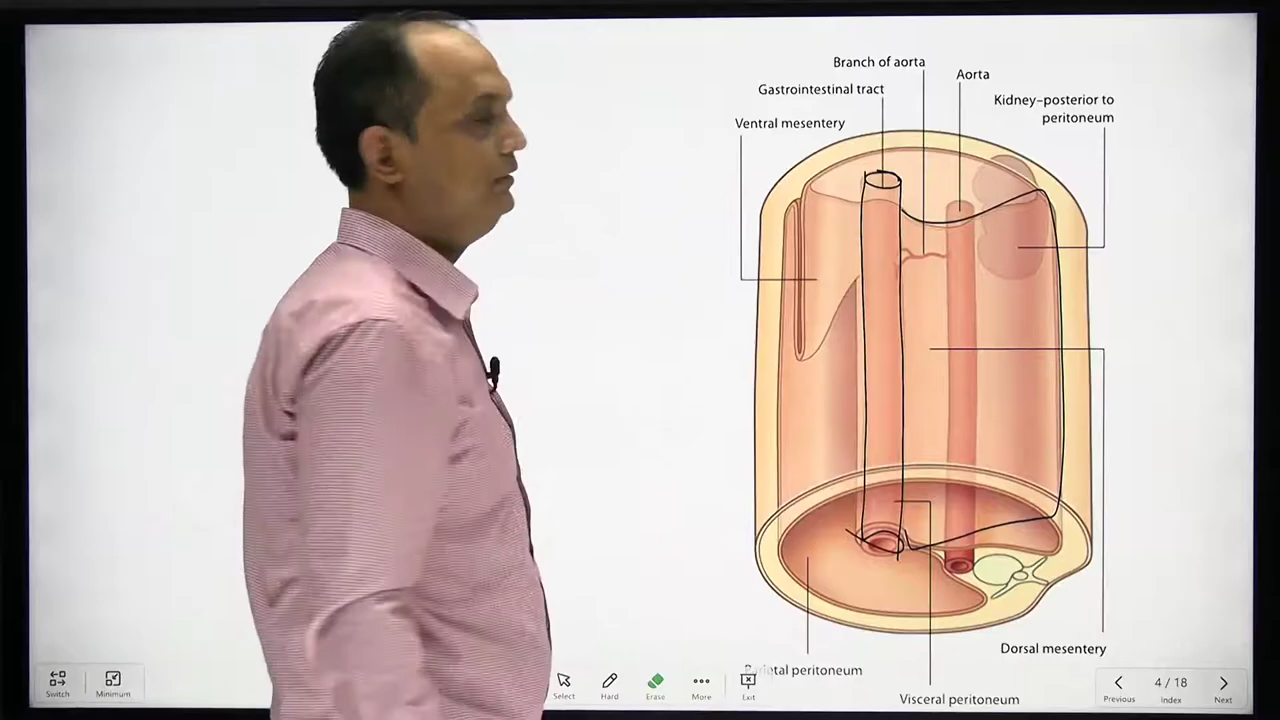 Branch of aorta
Aorta
Gastrointestinal tract
Kidney–posterior to
peritoneum
Ventral mesentery
Dorsal mesentery
Parietal peritoneum
Visceral peritoneum
Switch
Minimum
Select
Hard
Erase
More
Exit
Previous
4 / 18
Index
Next